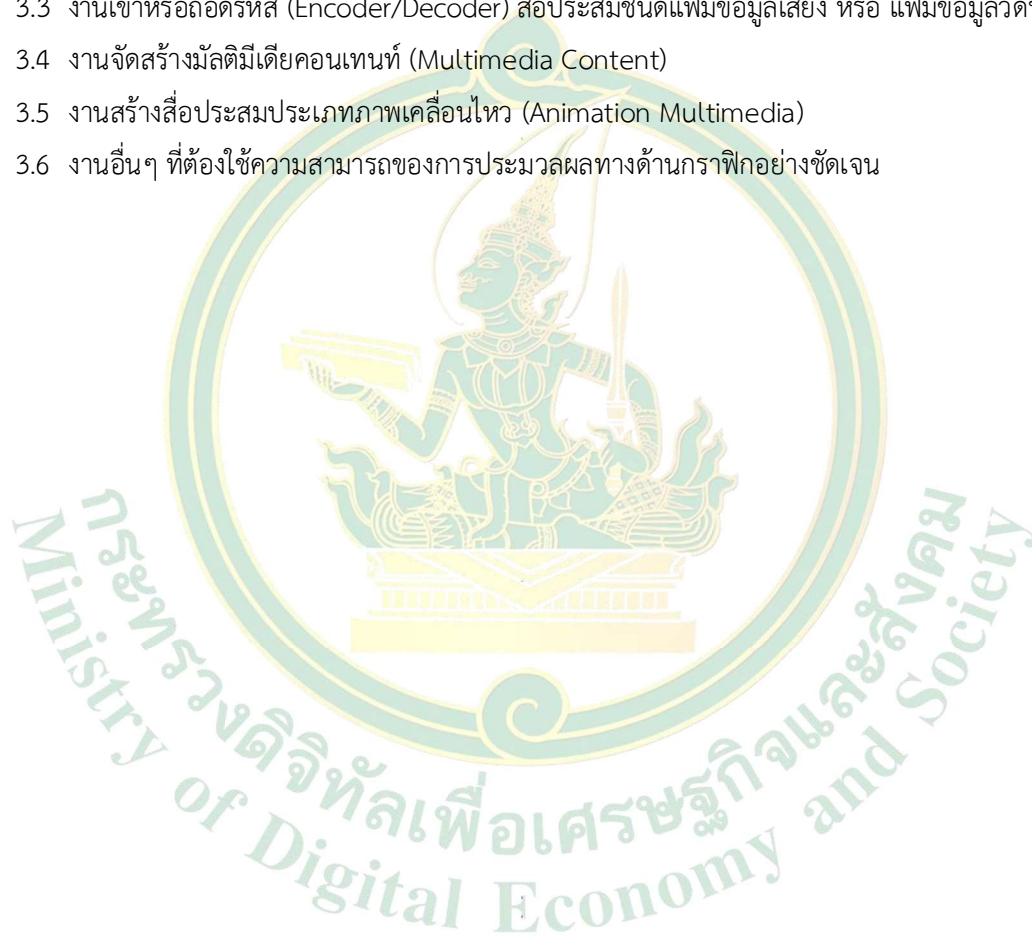 3.3 งานเข้าหรือถอดรหัส (Encoder/Decoder) สื่อประสมชนิดแฟ้มข้อมูลเสียง หรือ แฟ้มข้อมูลวีดิ
3.4 งานจัดสร้างมัลติมีเดียคอนเทนท์ (Multimedia Content)
3.5 งานสร้างสื่อประสมประเภทภาพเคลื่อนไหว (Animation Multimedia)
3.6 งานอื่นๆ ที่ต้องใช้ความสามารถของการประมวลผลทางด้านกราฟิกอย่างชัดเจน
กระทรวงดิจิทัลเพื่อเศรษฐกิจและสังคม
Ministry of Digital Economy and Society